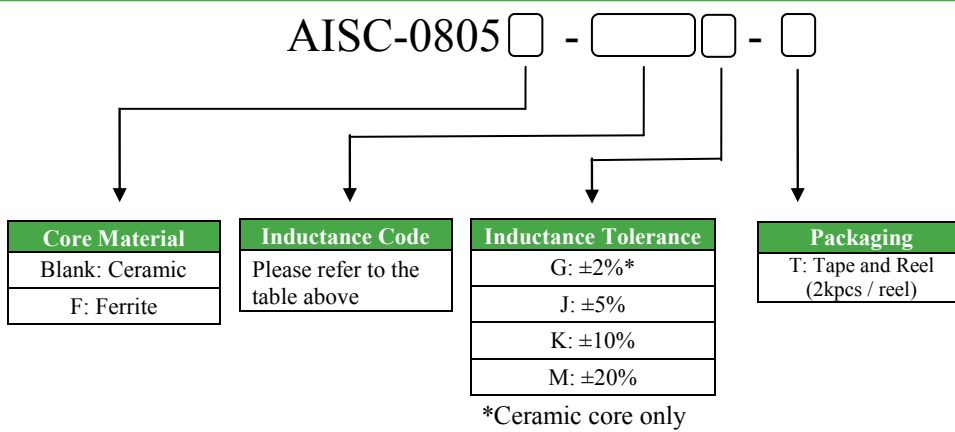 AISC-0805 - -
Core Material
Blank: Ceramic
F: Ferrite
Inductance Code
Please refer to the
table above
Inductance Tolerance
G: ±2%*
J: ±5%
K: ±10%
M: ±20%
*Ceramic core only
Packaging
T: Tape and Reel
(2kpcs / reel)